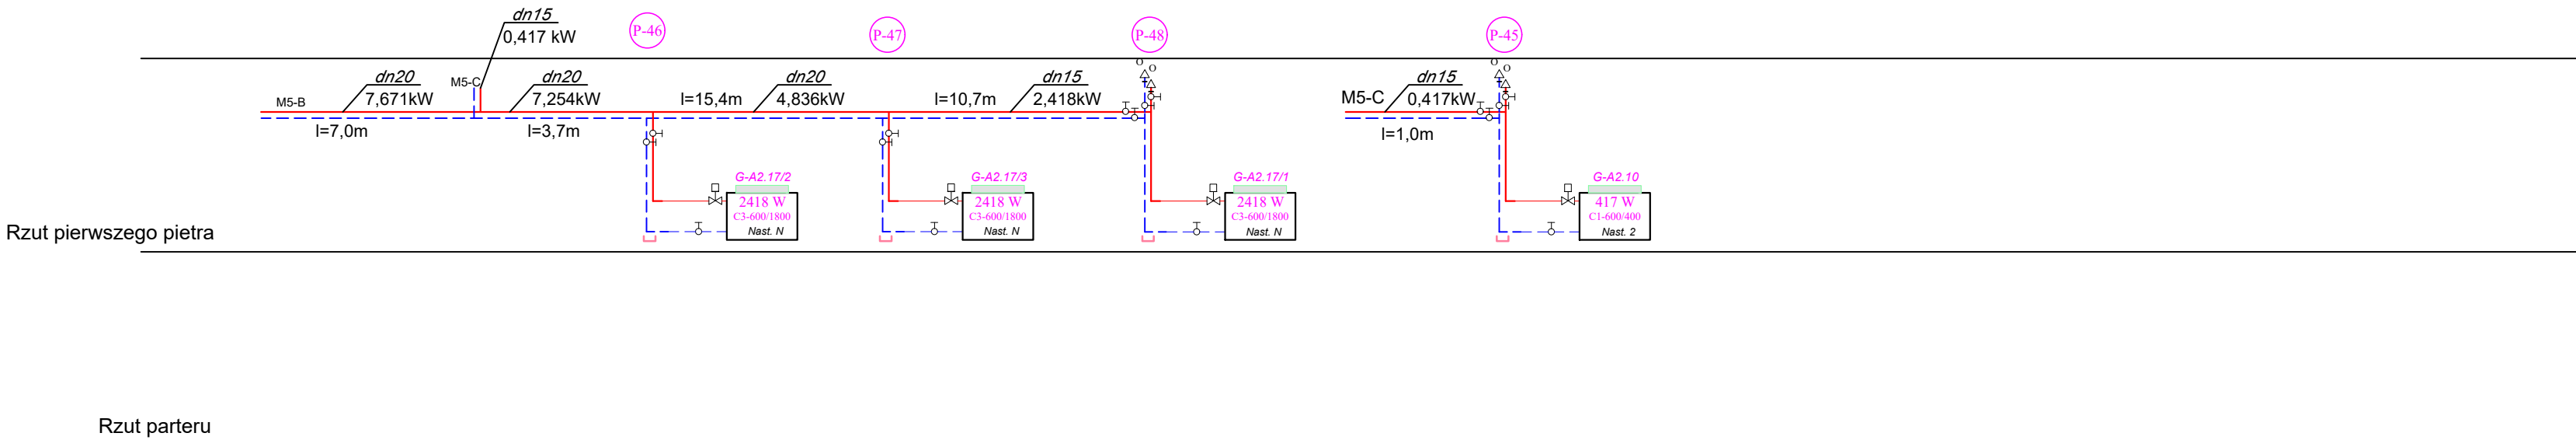 dn15
0,417 kW
P-46
P-47
P-48
P-45
dn20
7,671kW
M5-C
dn20
7,254kW
dn20
4,836kW
dn15
2,418kW
dn15
0,417kW
M5-B
l=15,4m
l=10,7m
M5-C
l=7,0m
l=3,7m
l=1,0m
O
O
O
O
G-A2.17/2
2418 W
C3-600/1800
Nast. N
G-A2.17/3
2418 W
C3-600/1800
Nast. N
G-A2.17/1
2418 W
C3-600/1800
Nast. N
G-A2.10
417 W
C1-600/400
Nast. 2
Rzut pierwszego pietra
Rzut parteru